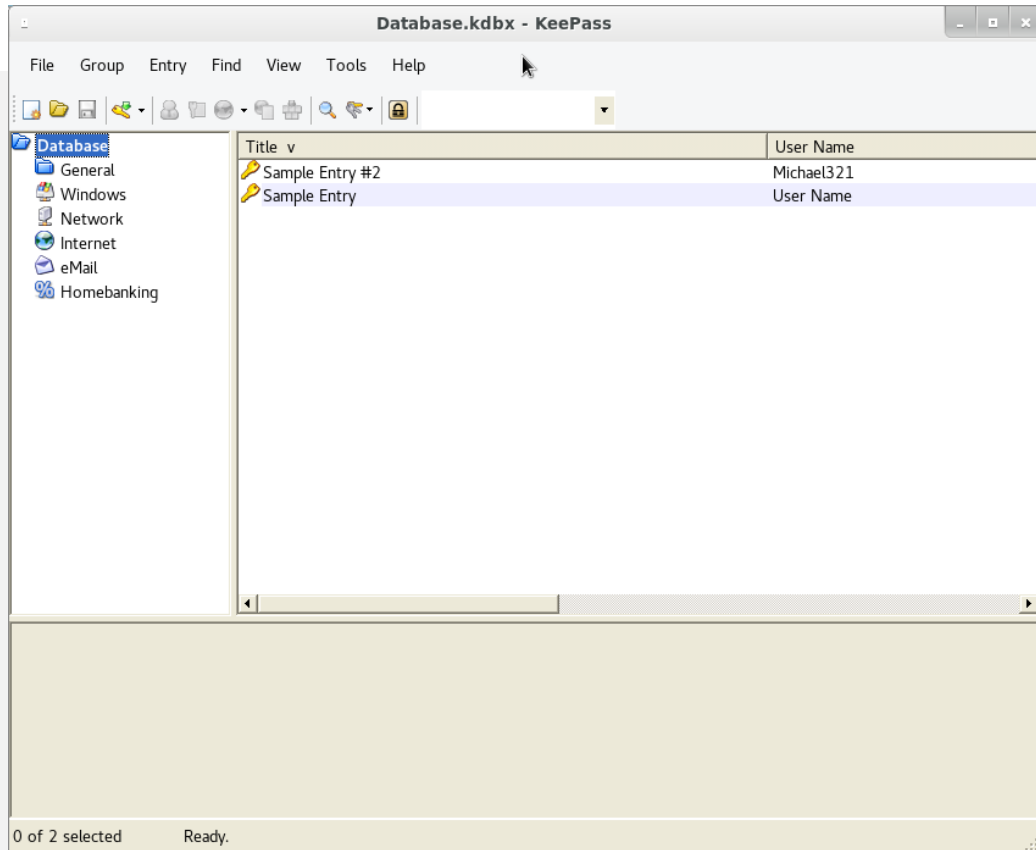 Database.kdbx - KeePass
File Group Entry Find View Tools Help
Database
General
Windows
Network
Internet
eMail
Homebanking
Title v User Name
Sample Entry #2 Michael321
Sample Entry User Name
0 of 2 selected Ready.